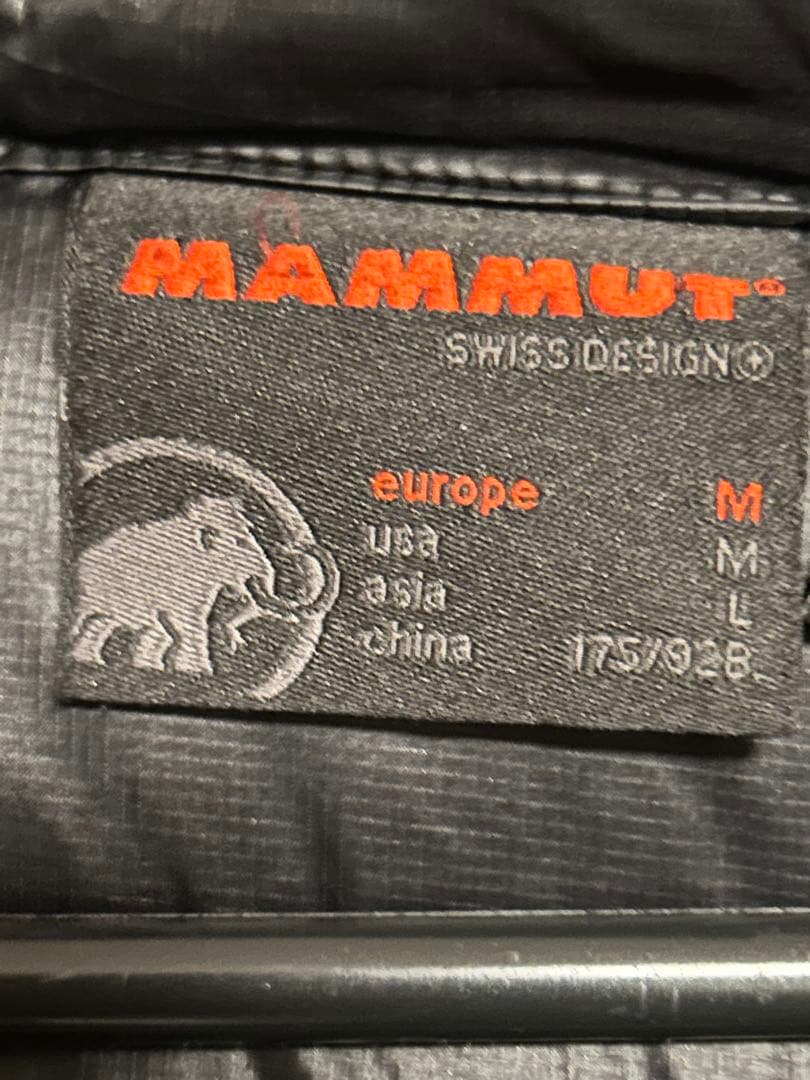 MAMMUT
SWISS DESIGN
europe M
usa M
asia L
china 175/92B